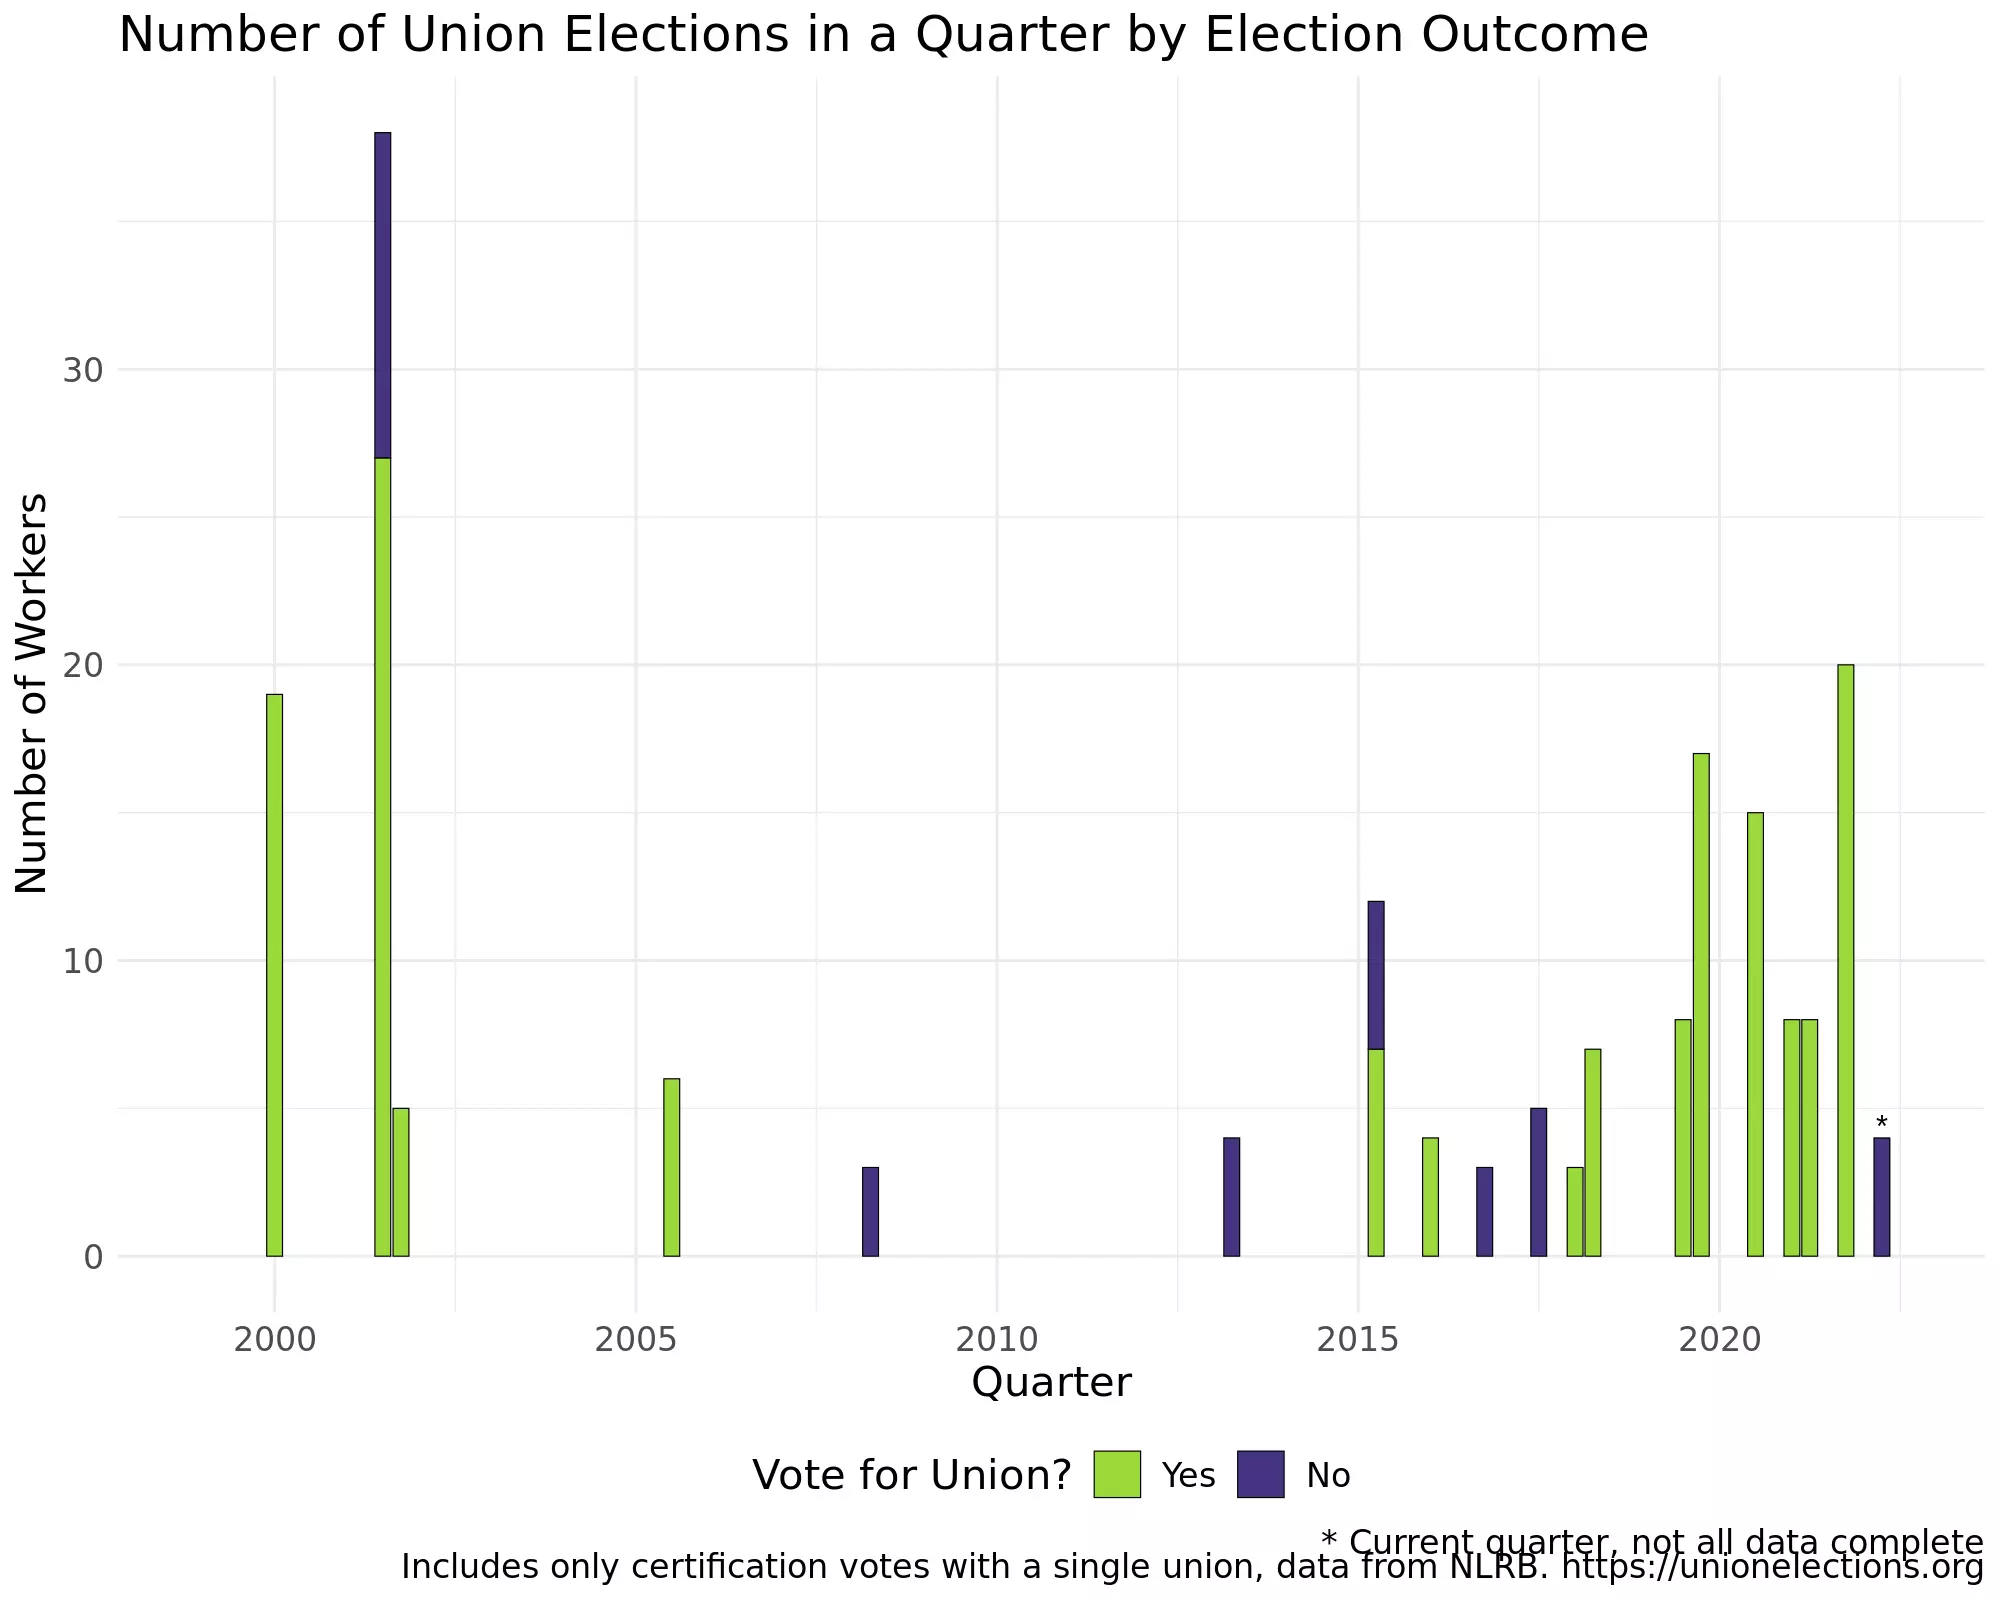 Number of Union Elections in a Quarter by Election Outcome
Number of Workers
30
20
10
0
*
2000 2005 2010 2015 2020
Quarter
Vote for Union? Yes No
* Current quarter, not all data complete
Includes only certification votes with a single union, data from NLRB. https://unionelections.org